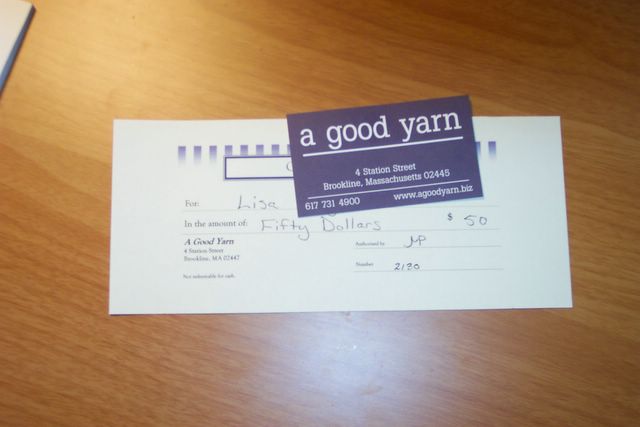 a good yarn
4 Station Street
Brookline, Massachusetts 02445
617 731 4900 www.agoodyarn.biz
For: Lisa
In the amount of: Fifty Dollars $ 50
A Good Yarn
4 Station Street
Brookline, MA 02447
Not redeemable for cash.
Authorized by MP
Number 2130